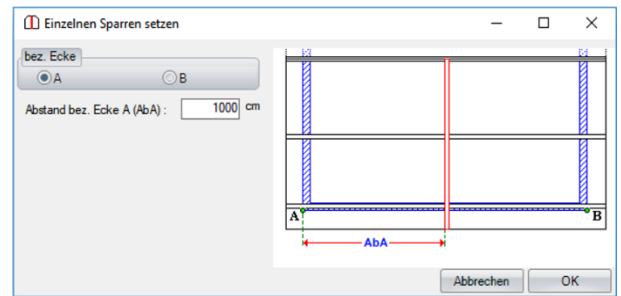 Einzelnen Sparren setzen
bez. Ecke
A
B
Abstand bez. Ecke A (AbA) : 1000 cm
A
B
AbA
Abbrechen
OK